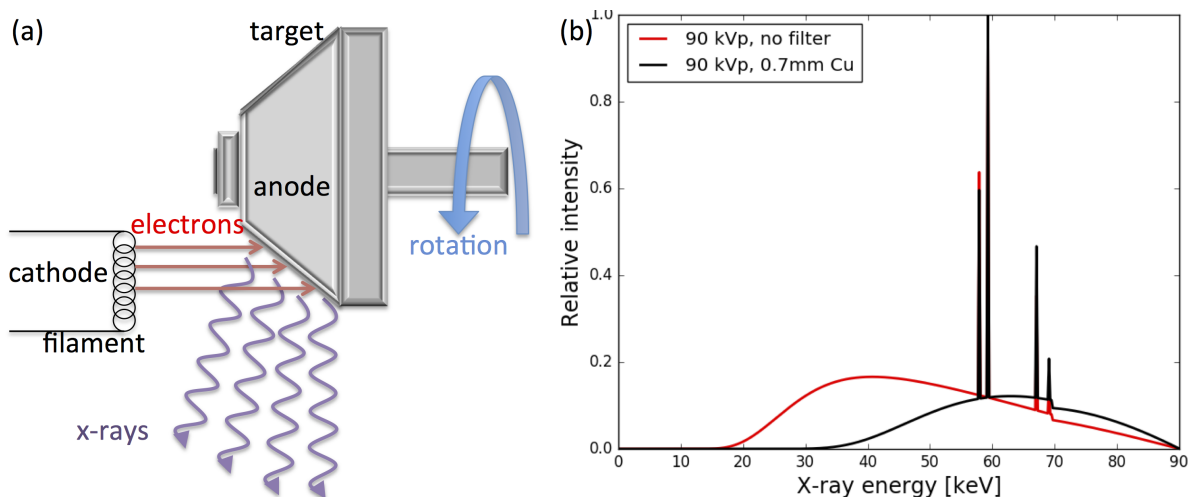 (a)
target
anode
electrons
cathode
filament
rotation
x-rays
(b)
90 kVp, no filter
90 kVp, 0.7mm Cu
Relative intensity
1.0
0.8
0.6
0.4
0.2
0.0
0 10 20 30 40 50 60 70 80 90
X-ray energy [keV]